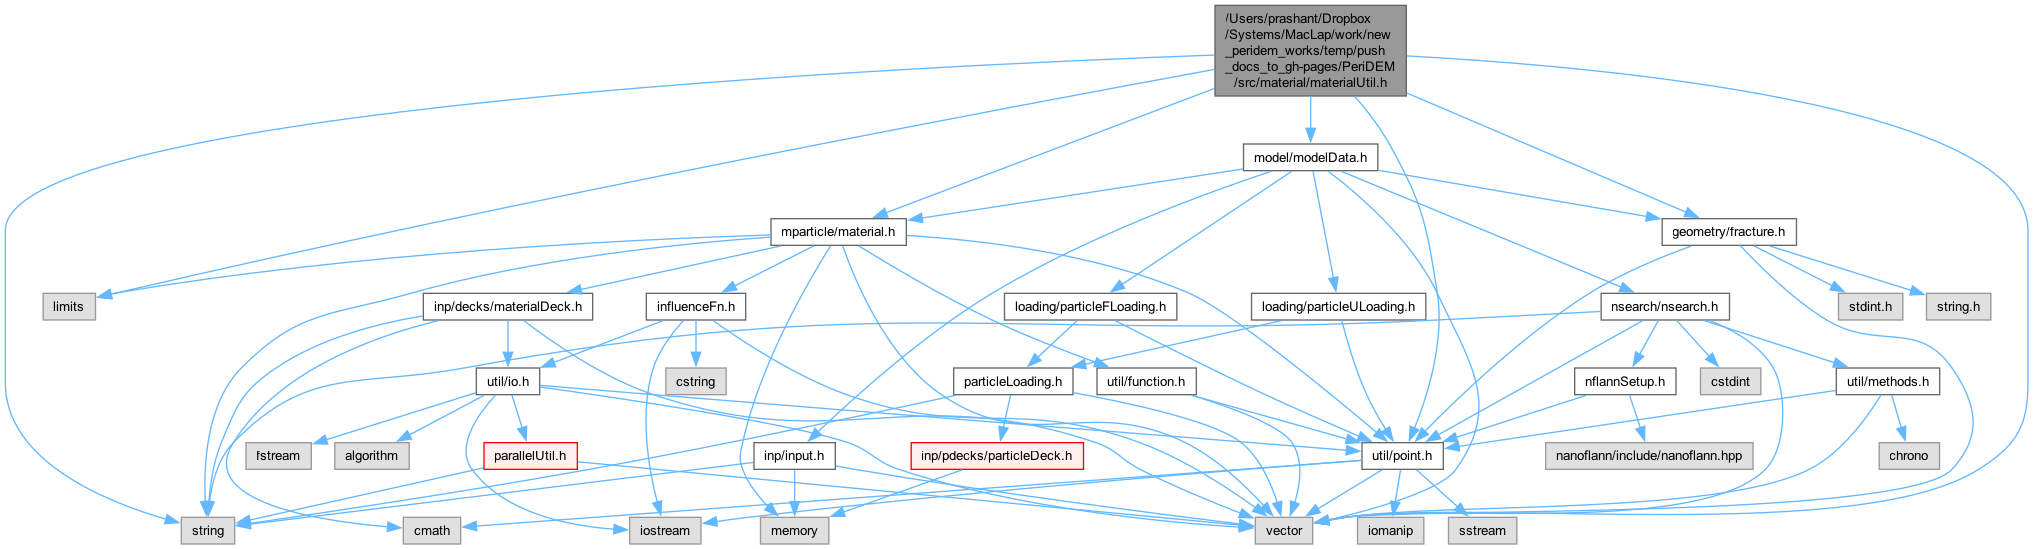 /Users/prashant/Dropbox
/Systems/MacLap/work/new
_peridem_works/temp/push
_docs_to_gh-pages/PeriDEM
/src/material/materialUtil.h
model/modelData.h
mparticle/material.h
geometry/fracture.h
limits
inp/decks/materialDeck.h
influenceFn.h
loading/particleFLoading.h
loading/particleULoading.h
nsearch/nsearch.h
stdint.h
string.h
util/io.h
cstring
particleLoading.h
util/function.h
nflannSetup.h
cstdint
util/methods.h
fstream
algorithm
parallelUtil.h
inp/input.h
inp/pdecks/particleDeck.h
util/point.h
nanoflann/include/nanoflann.hpp
chrono
string
cmath
iostream
memory
vector
iomanip
sstream